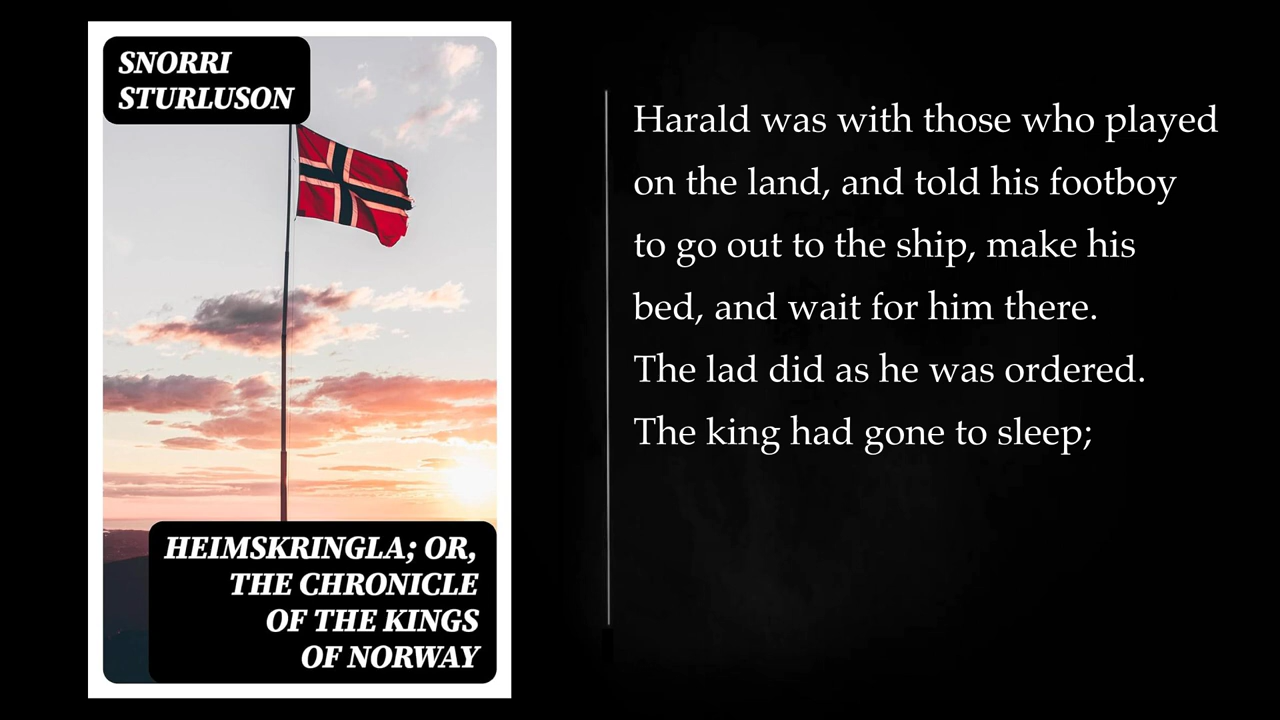 SNORRI
STURLUSON
HEIMSKRINGLA; OR,
THE CHRONICLE
OF THE KINGS
OF NORWAY
Harald was with those who played
on the land, and told his footboy
to go out to the ship, make his
bed, and wait for him there.
The lad did as he was ordered.
The king had gone to sleep;